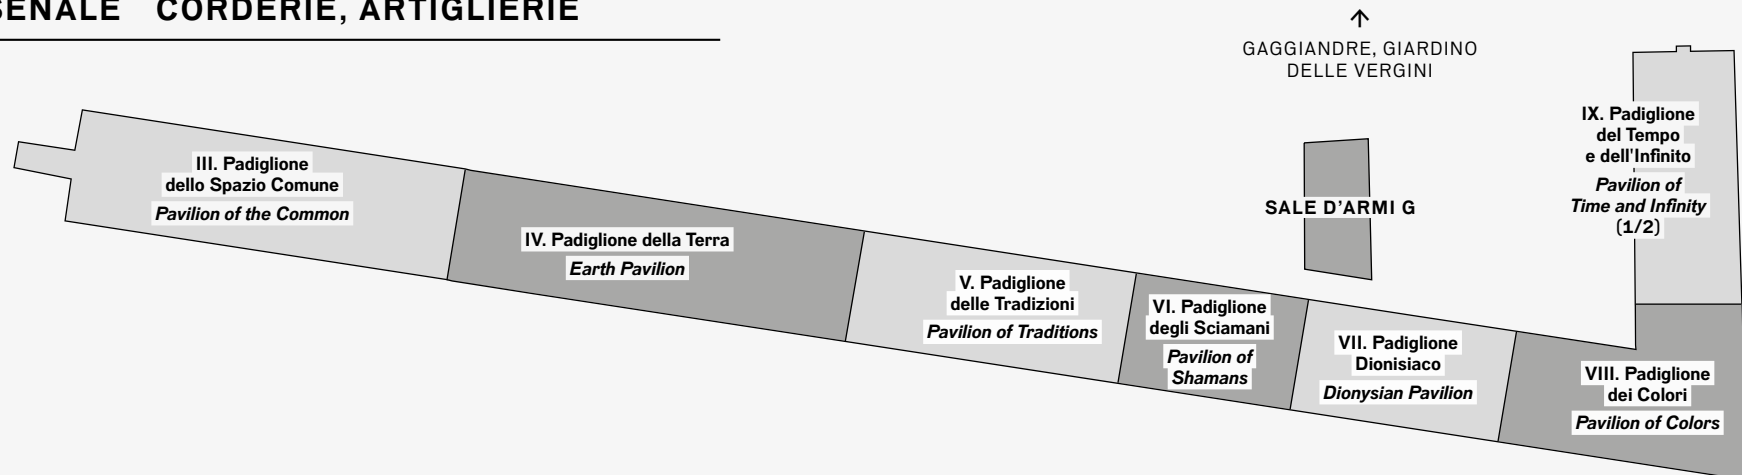 CORDERIE, ARTIGLIERIE
GAGGIANDRE, GIARDINO
DELLE VERGINI
III. Padiglione
dello Spazio Comune
Pavilion of the Common
IV. Padiglione della Terra
Earth Pavilion
V. Padiglione
delle Tradizioni
Pavilion of Traditions
VI. Padiglione
degli Sciamani
Pavilion of
Shamans
VII. Padiglione
Dionisiaco
Dionysian Pavilion
VIII. Padiglione
dei Colori
Pavilion of Colors
SALE D’ARMI G
IX. Padiglione
del Tempo
e dell'Infinito
Pavilion of
Time and Infinity
(1/2)